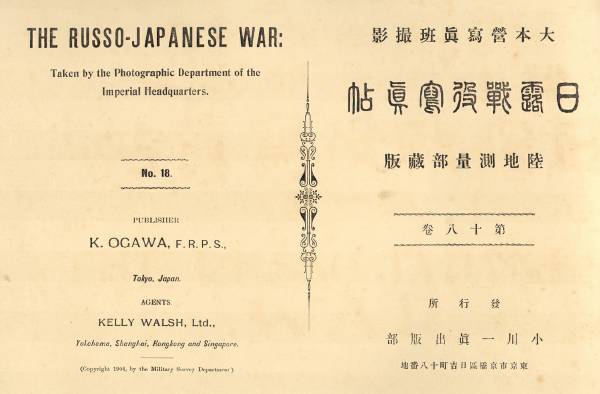 THE RUSSO-JAPANESE WAR:
Taken by the Photographic Department of the
Imperial Headquarters.
No. 18.
PUBLISHER
K. OGAWA, F.R.P.S.,
Tokyo, Japan.
AGENTS.
KELLY WALSH, Ltd.,
Yokohama, Shanghai, Hongkong and Singapore.
(Copyright by the Military Survey Department)
大本營寫眞班撮影
日露戰役寫眞帖
陸地測量部藏版
第十八卷
發行所
小川一眞出版部
東京市京橋區日吉町十八番地